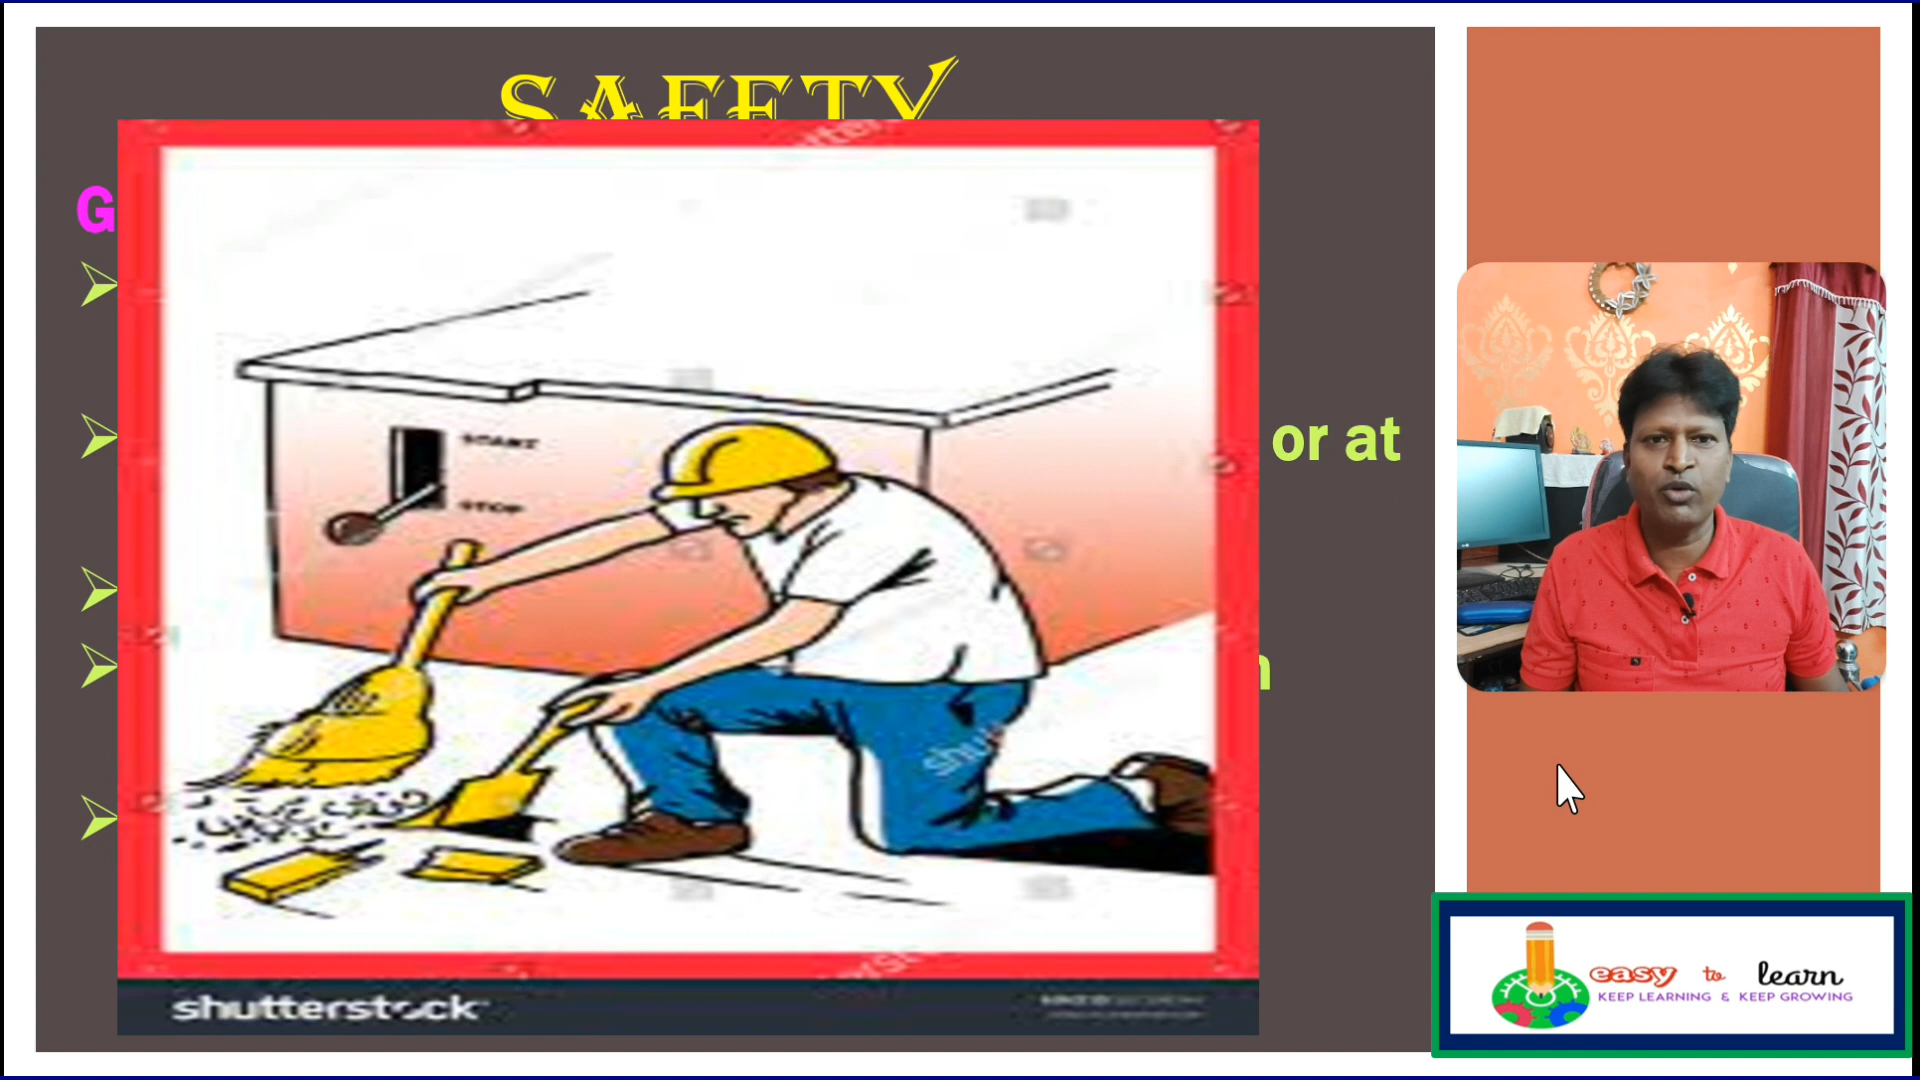 SAFETY
G
or at
START
STOP
n
shutterstock
easy to learn
KEEP LEARNING & KEEP GROWING